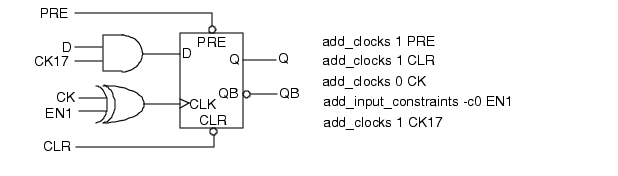 PRE
D
CK17
CK
EN1
CLR
PRE
D
Q
QB
CLK
CLR
Q
QB
add_clocks 1 PRE
add_clocks 1 CLR
add_clocks 0 CK
add_input_constraints -c0 EN1
add_clocks 1 CK17